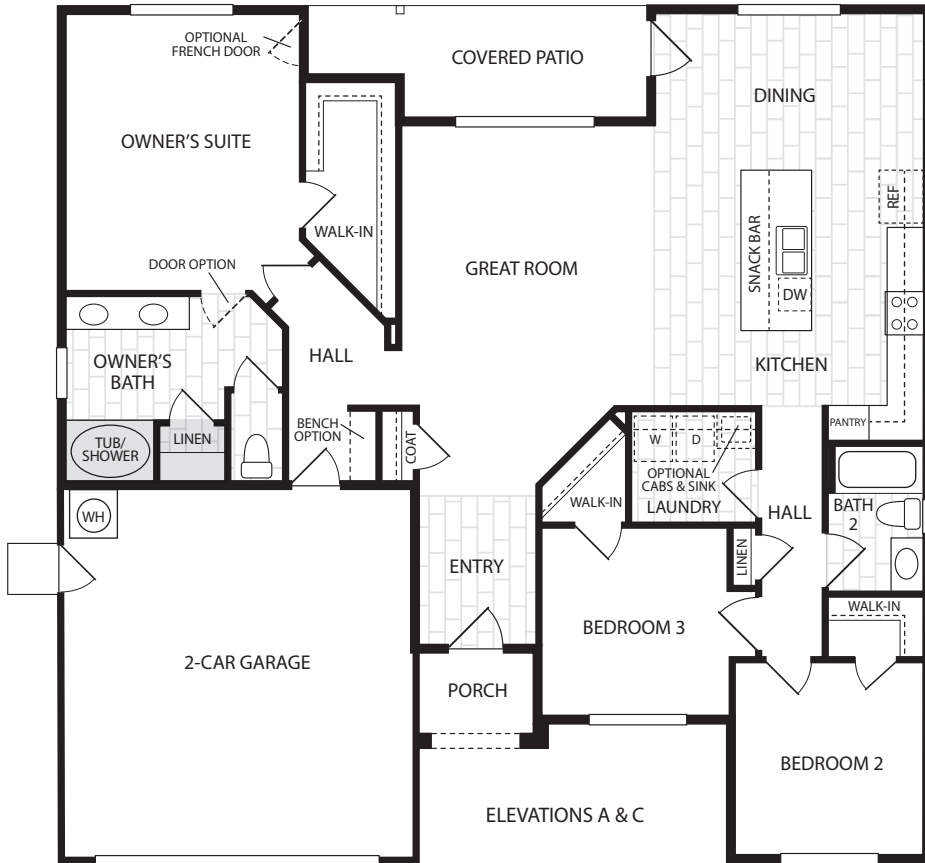 OPTIONAL
FRENCH DOOR
COVERED PATIO
DINING
OWNER'S SUITE
REF
WALK-IN
SNACK BAR
GREAT ROOM
DOOR OPTION
DW
HALL
OWNER'S
BATH
KITCHEN
BENCH
OPTION
PANTRY
COAT
LINEN
TUB/
SHOWER
W
D
OPTIONAL
CABS & SINK
LAUNDRY
WALK-IN
HALL
BATH
2
WH
LINEN
ENTRY
WALK-IN
BEDROOM 3
2-CAR GARAGE
PORCH
BEDROOM 2
ELEVATIONS A & C